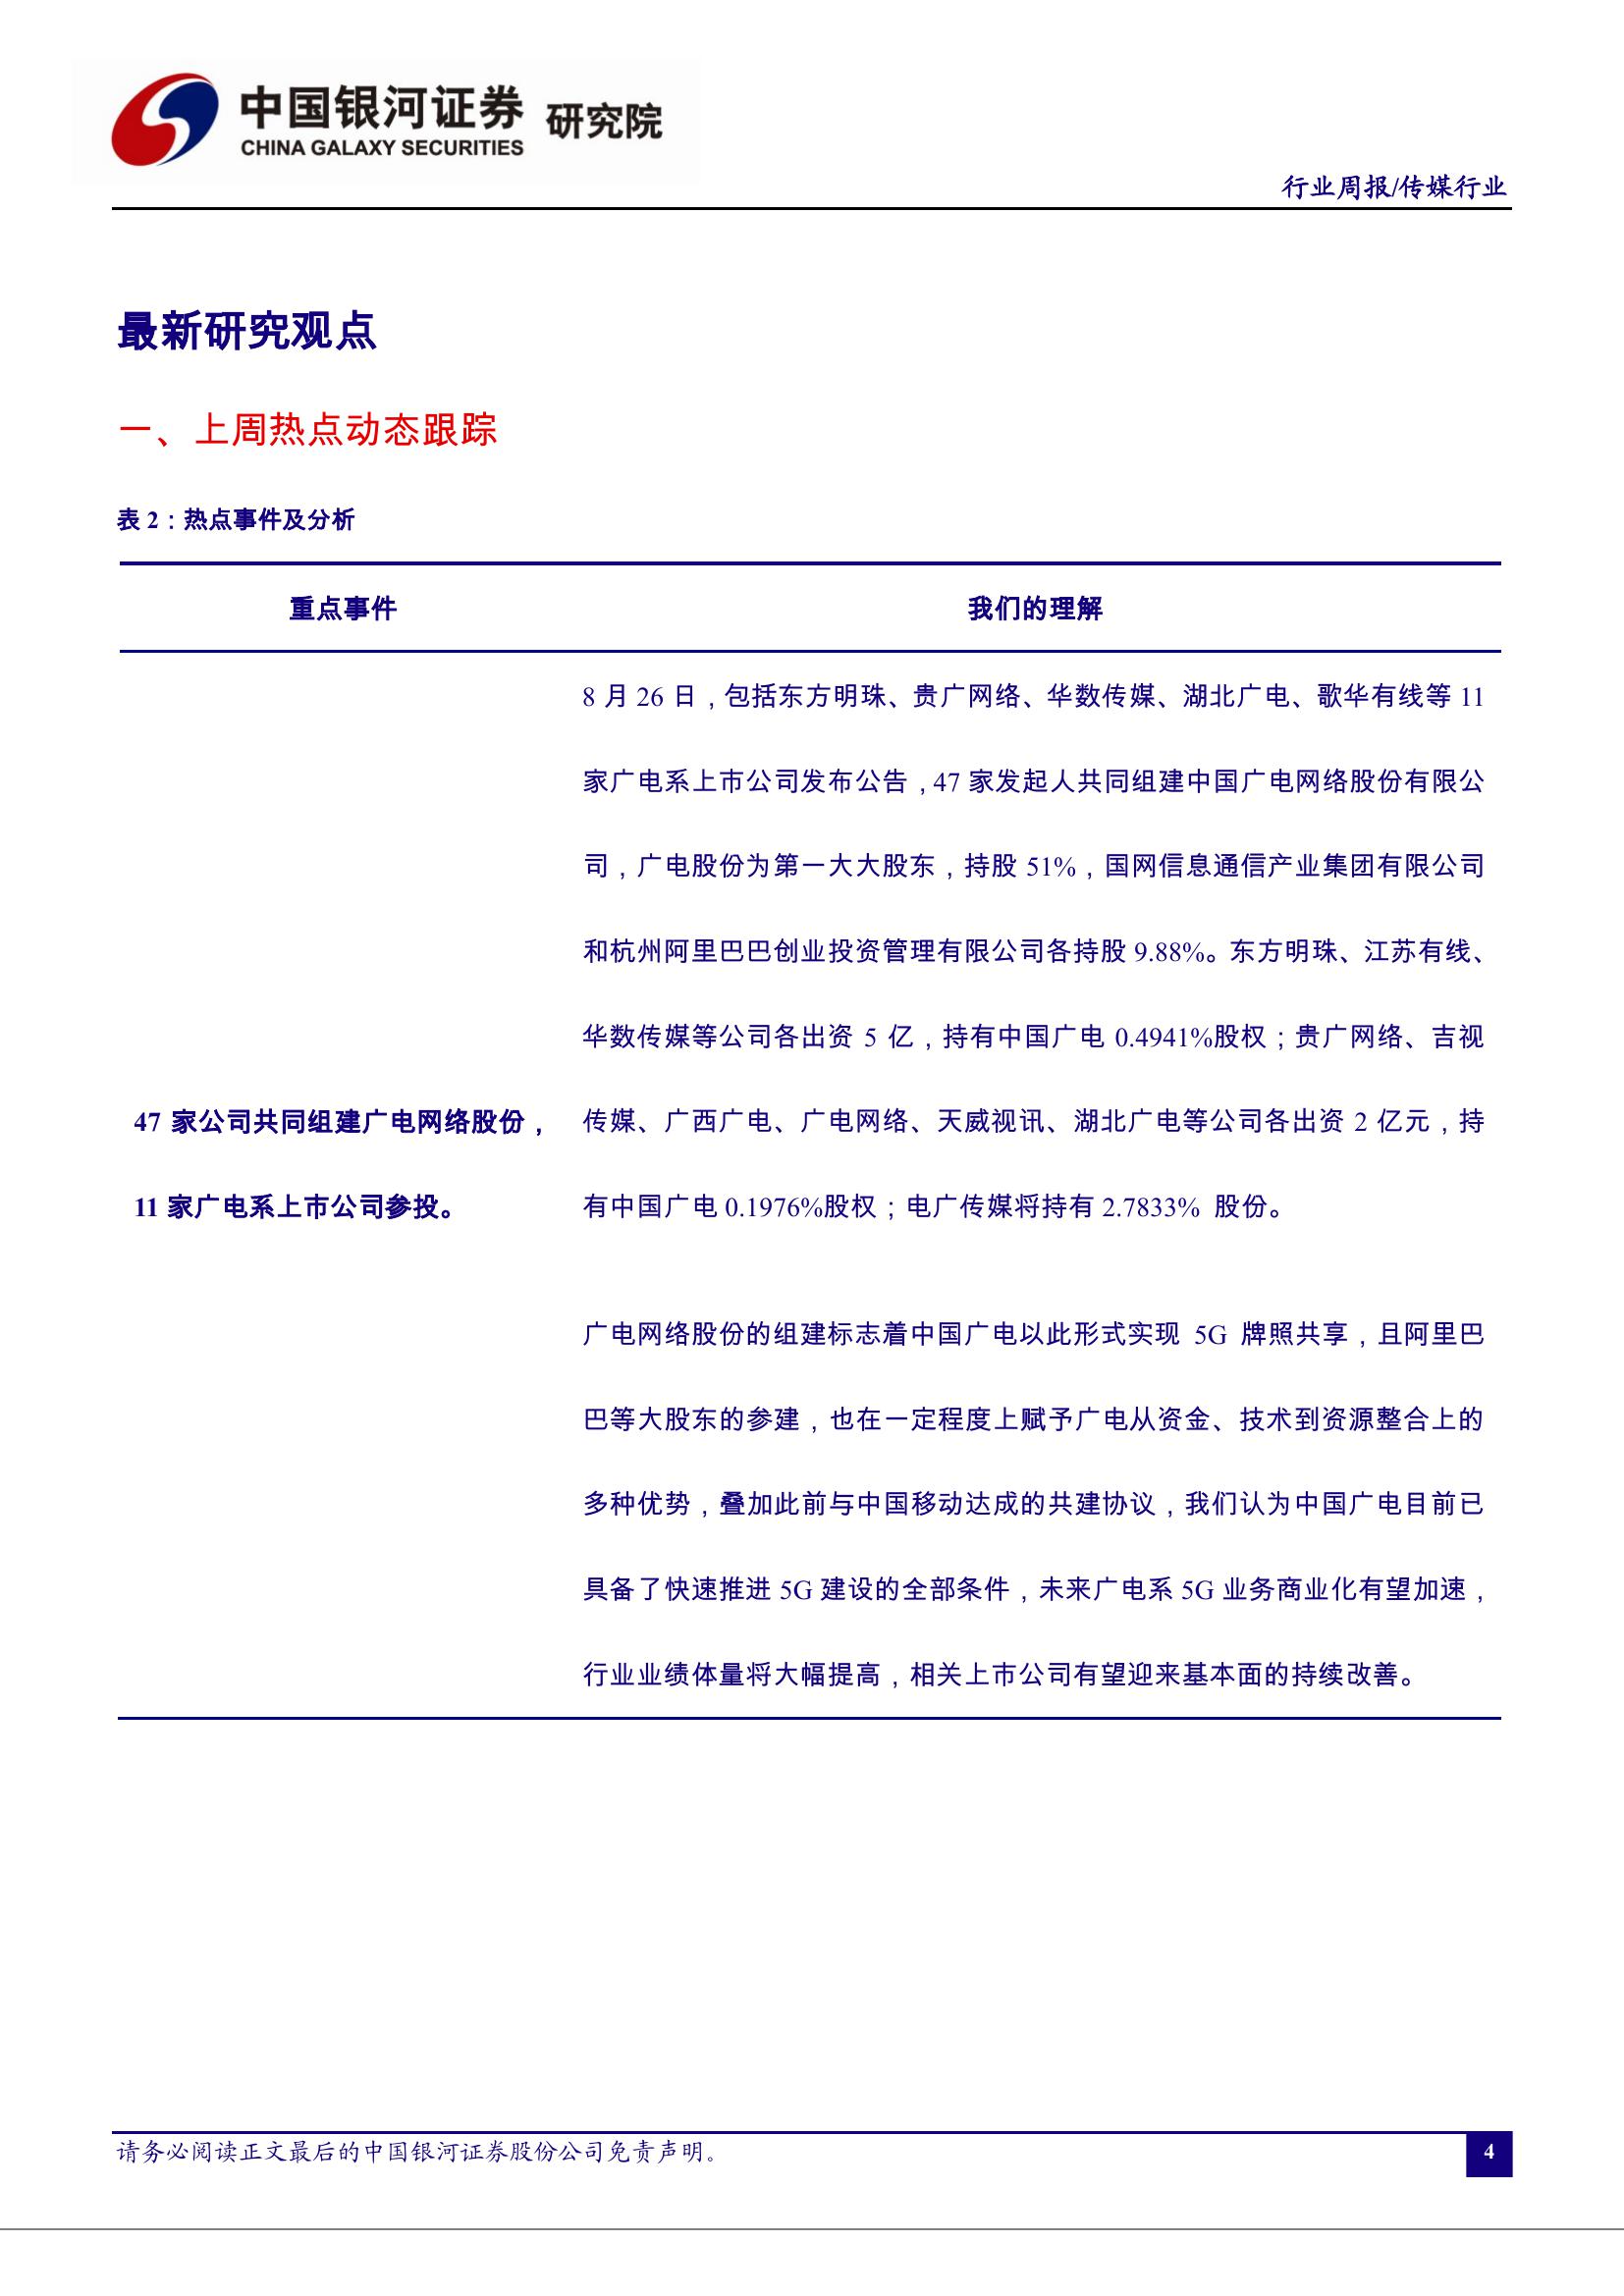 中国银河证券 研究院
CHINA GALAXY SECURITIES
行业周报/传媒行业
最新研究观点
一、上周热点动态跟踪
表 2：热点事件及分析
重点事件
我们的理解
47 家公司共同组建广电网络股份，
11 家广电系上市公司参投。
8 月 26 日，包括东方明珠、贵广网络、华数传媒、湖北广电、歌华有线等 11
家广电系上市公司发布公告，47 家发起人共同组建中国广电网络股份有限公
司，广电股份为第一大大股东，持股 51%，国网信息通信产业集团有限公司
和杭州阿里巴巴创业投资管理有限公司各持股 9.88%。东方明珠、江苏有线、
华数传媒等公司各出资 5 亿，持有中国广电 0.4941%股权；贵广网络、吉视
传媒、广西广电、广电网络、天威视讯、湖北广电等公司各出资 2 亿元，持
有中国广电 0.1976%股权；电广传媒将持有 2.7833% 股份。
广电网络股份的组建标志着中国广电以此形式实现 5G 牌照共享，且阿里巴
巴等大股东的参建，也在一定程度上赋予广电从资金、技术到资源整合上的
多种优势，叠加此前与中国移动达成的共建协议，我们认为中国广电目前已
具备了快速推进 5G 建设的全部条件，未来广电系 5G 业务商业化有望加速，
行业业绩体量将大幅提高，相关上市公司有望迎来基本面的持续改善。
请务必阅读正文最后的中国银河证券股份公司免责声明。
4